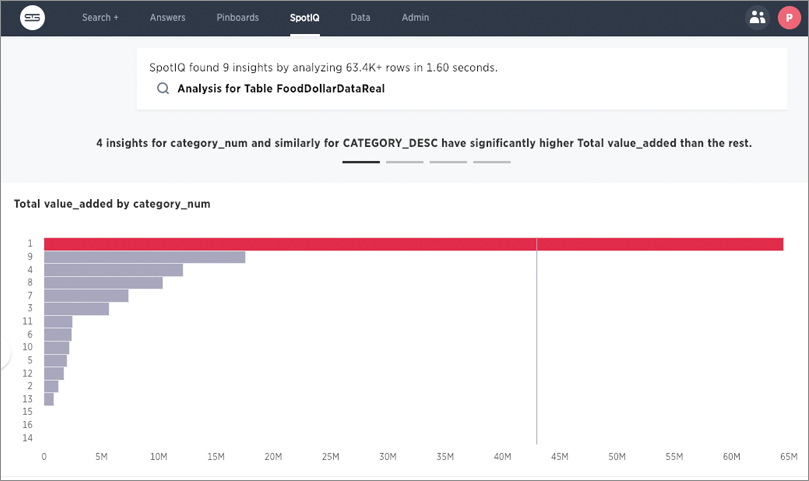 Search + Answers Pinboards SpotIQ Data Admin P
SpotIQ found 9 insights by analyzing 63.4K+ rows in 1.60 seconds.
Analysis for Table FoodDollarDataReal
4 insights for category_num and similarly for CATEGORY_DESC have significantly higher Total value_added than the rest.
Total value_added by category_num
1
9
4
8
7
3
11
6
10
5
12
2
13
15
16
14
0 5M 10M 15M 20M 25M 30M 35M 40M 45M 50M 55M 60M 65M